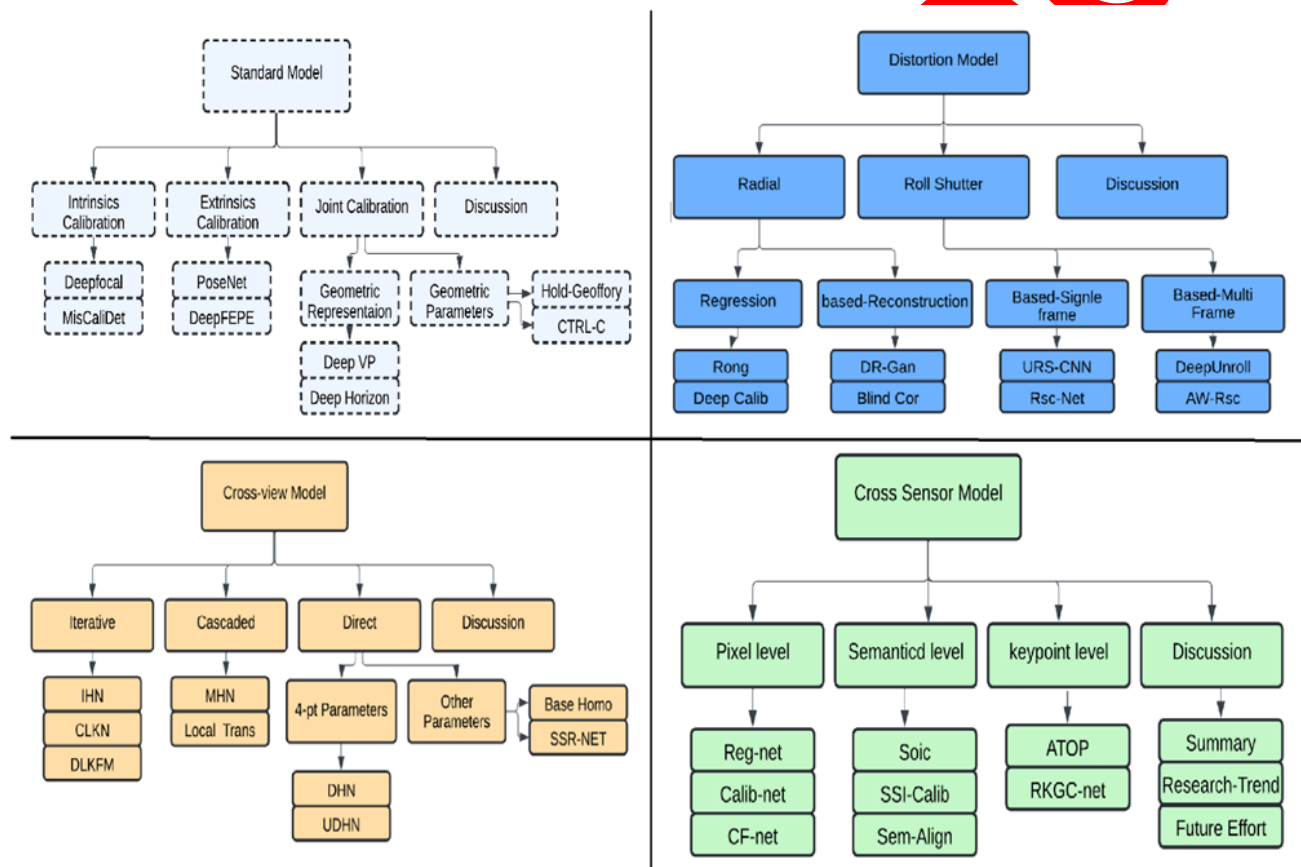 Standard Model
Intrinsics
Calibration
Extrinsics
Calibration
Joint Calibration
Discussion
Deepfocal
MisCaliDet
PoseNet
DeepFEPE
Geometric
Representaion
Geometric
Parameters
Hold-Geoffory
CTRL-C
Deep VP
Deep Horizon
Distortion Model
Radial
Roll Shutter
Discussion
Regression
based-Reconstruction
Based-Signle
frame
Based-Multi
Frame
Rong
Deep Calib
DR-Gan
Blind Cor
URS-CNN
Rsc-Net
DeepUnroll
AW-Rsc
Cross-view Model
Iterative
Cascaded
Direct
Discussion
IHN
CLKN
DLKFM
MHN
Local Trans
4-pt Parameters
Other
Parameters
Base Homo
SSR-NET
DHN
UDHN
Cross Sensor Model
Pixel level
Semanticd level
keypoint level
Discussion
Reg-net
Calib-net
CF-net
Soic
SSI-Calib
Sem-Align
ATOP
RKGC-net
Summary
Research-Trend
Future Effort